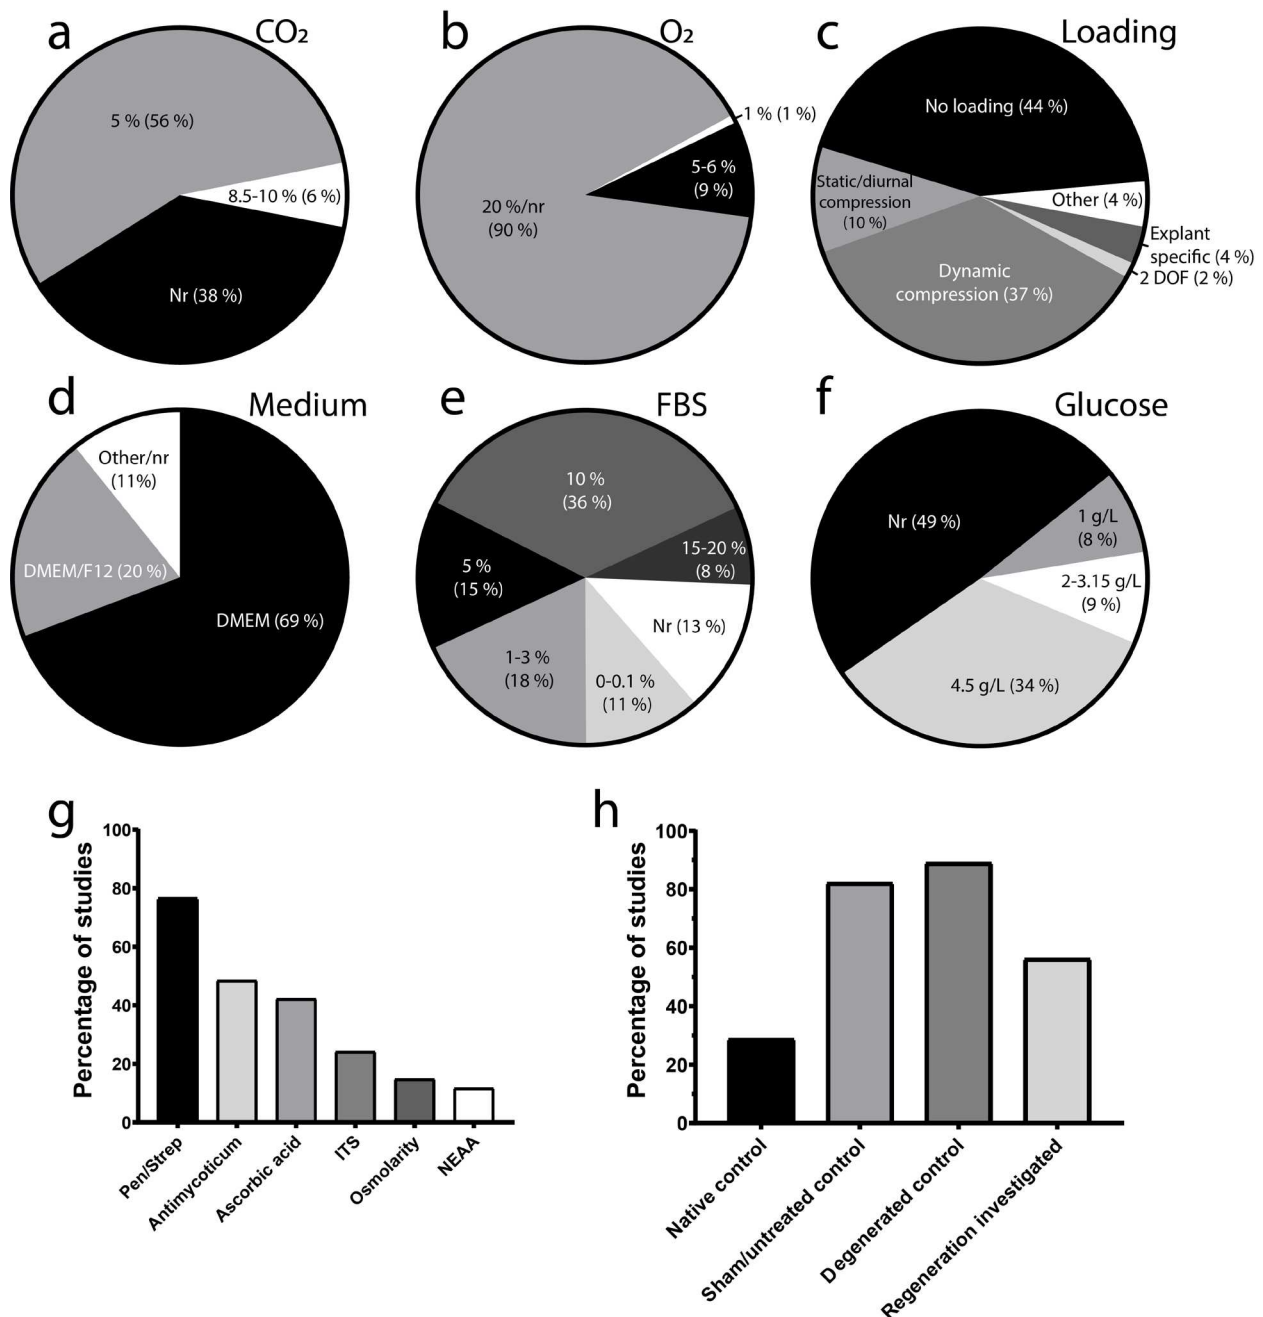 a
CO₂
5 % (56 %)
8.5-10 % (6 %)
Nr (38 %)
b
O₂
1 % (1 %)
5-6 %
(9 %)
20 %/nr
(90 %)
c
Loading
No loading (44 %)
Static/diurnal
compression
(10 %)
Other (4 %)
Explant
specific (4 %)
2 DOF (2 %)
Dynamic
compression (37 %)
d
Medium
Other/nr
(11%)
DMEM/F12 (20 %)
DMEM (69 %)
e
FBS
10 %
(36 %)
15-20 %
(8 %)
5 %
(15 %)
Nr (13 %)
1-3 %
(18 %)
0-0.1 %
(11 %)
f
Glucose
Nr (49 %)
1 g/L
(8 %)
2-3.15 g/L
(9 %)
4.5 g/L (34 %)
g
Percentage of studies
100
80
60
40
20
0
Pen/Strep
Antimycoticum
Ascorbic acid
ITS
Osmolarity
NEAA
h
Percentage of studies
100
80
60
40
20
0
Native control
Sham/untreated control
Degenerated control
Regeneration investigated